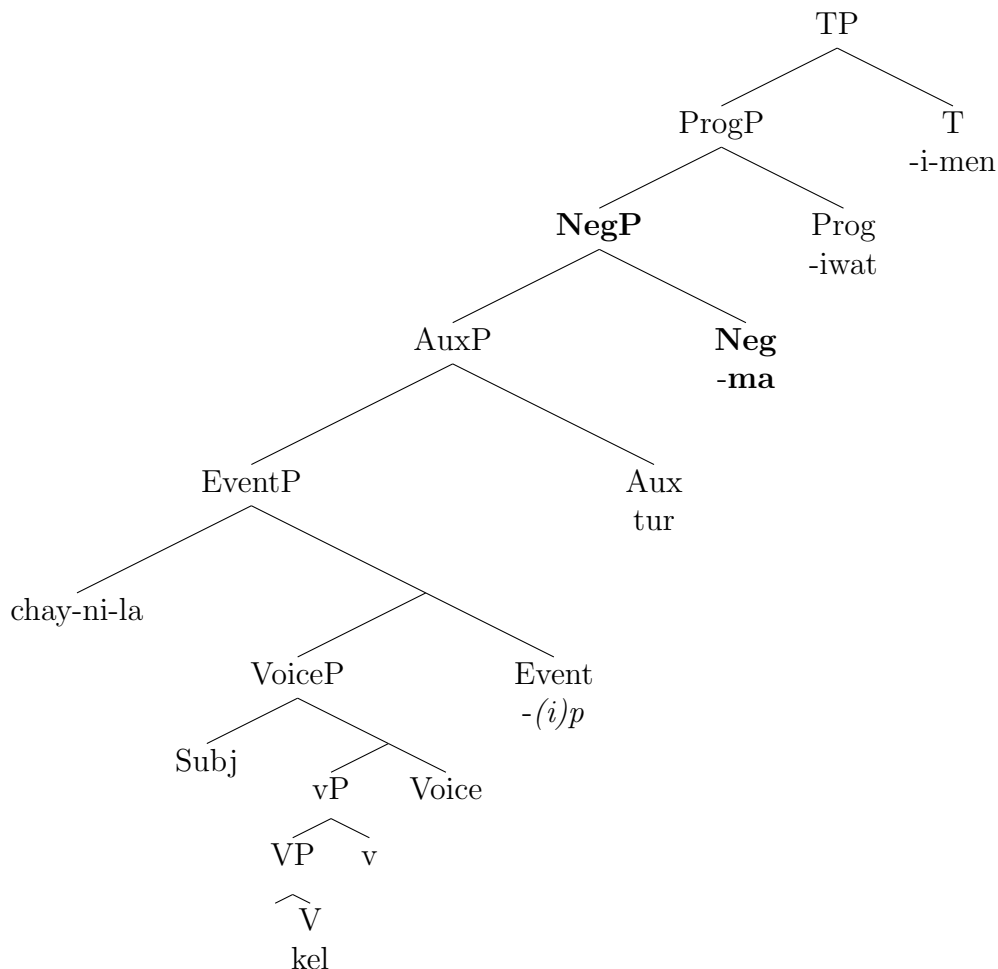 TP
ProgP T
-i-men
NegP Prog
-iwat
AuxP Neg
-ma
EventP Aux
tur
chay-ni-la
VoiceP Event
-(i)p
Subj
vP Voice
VP v
V
kel